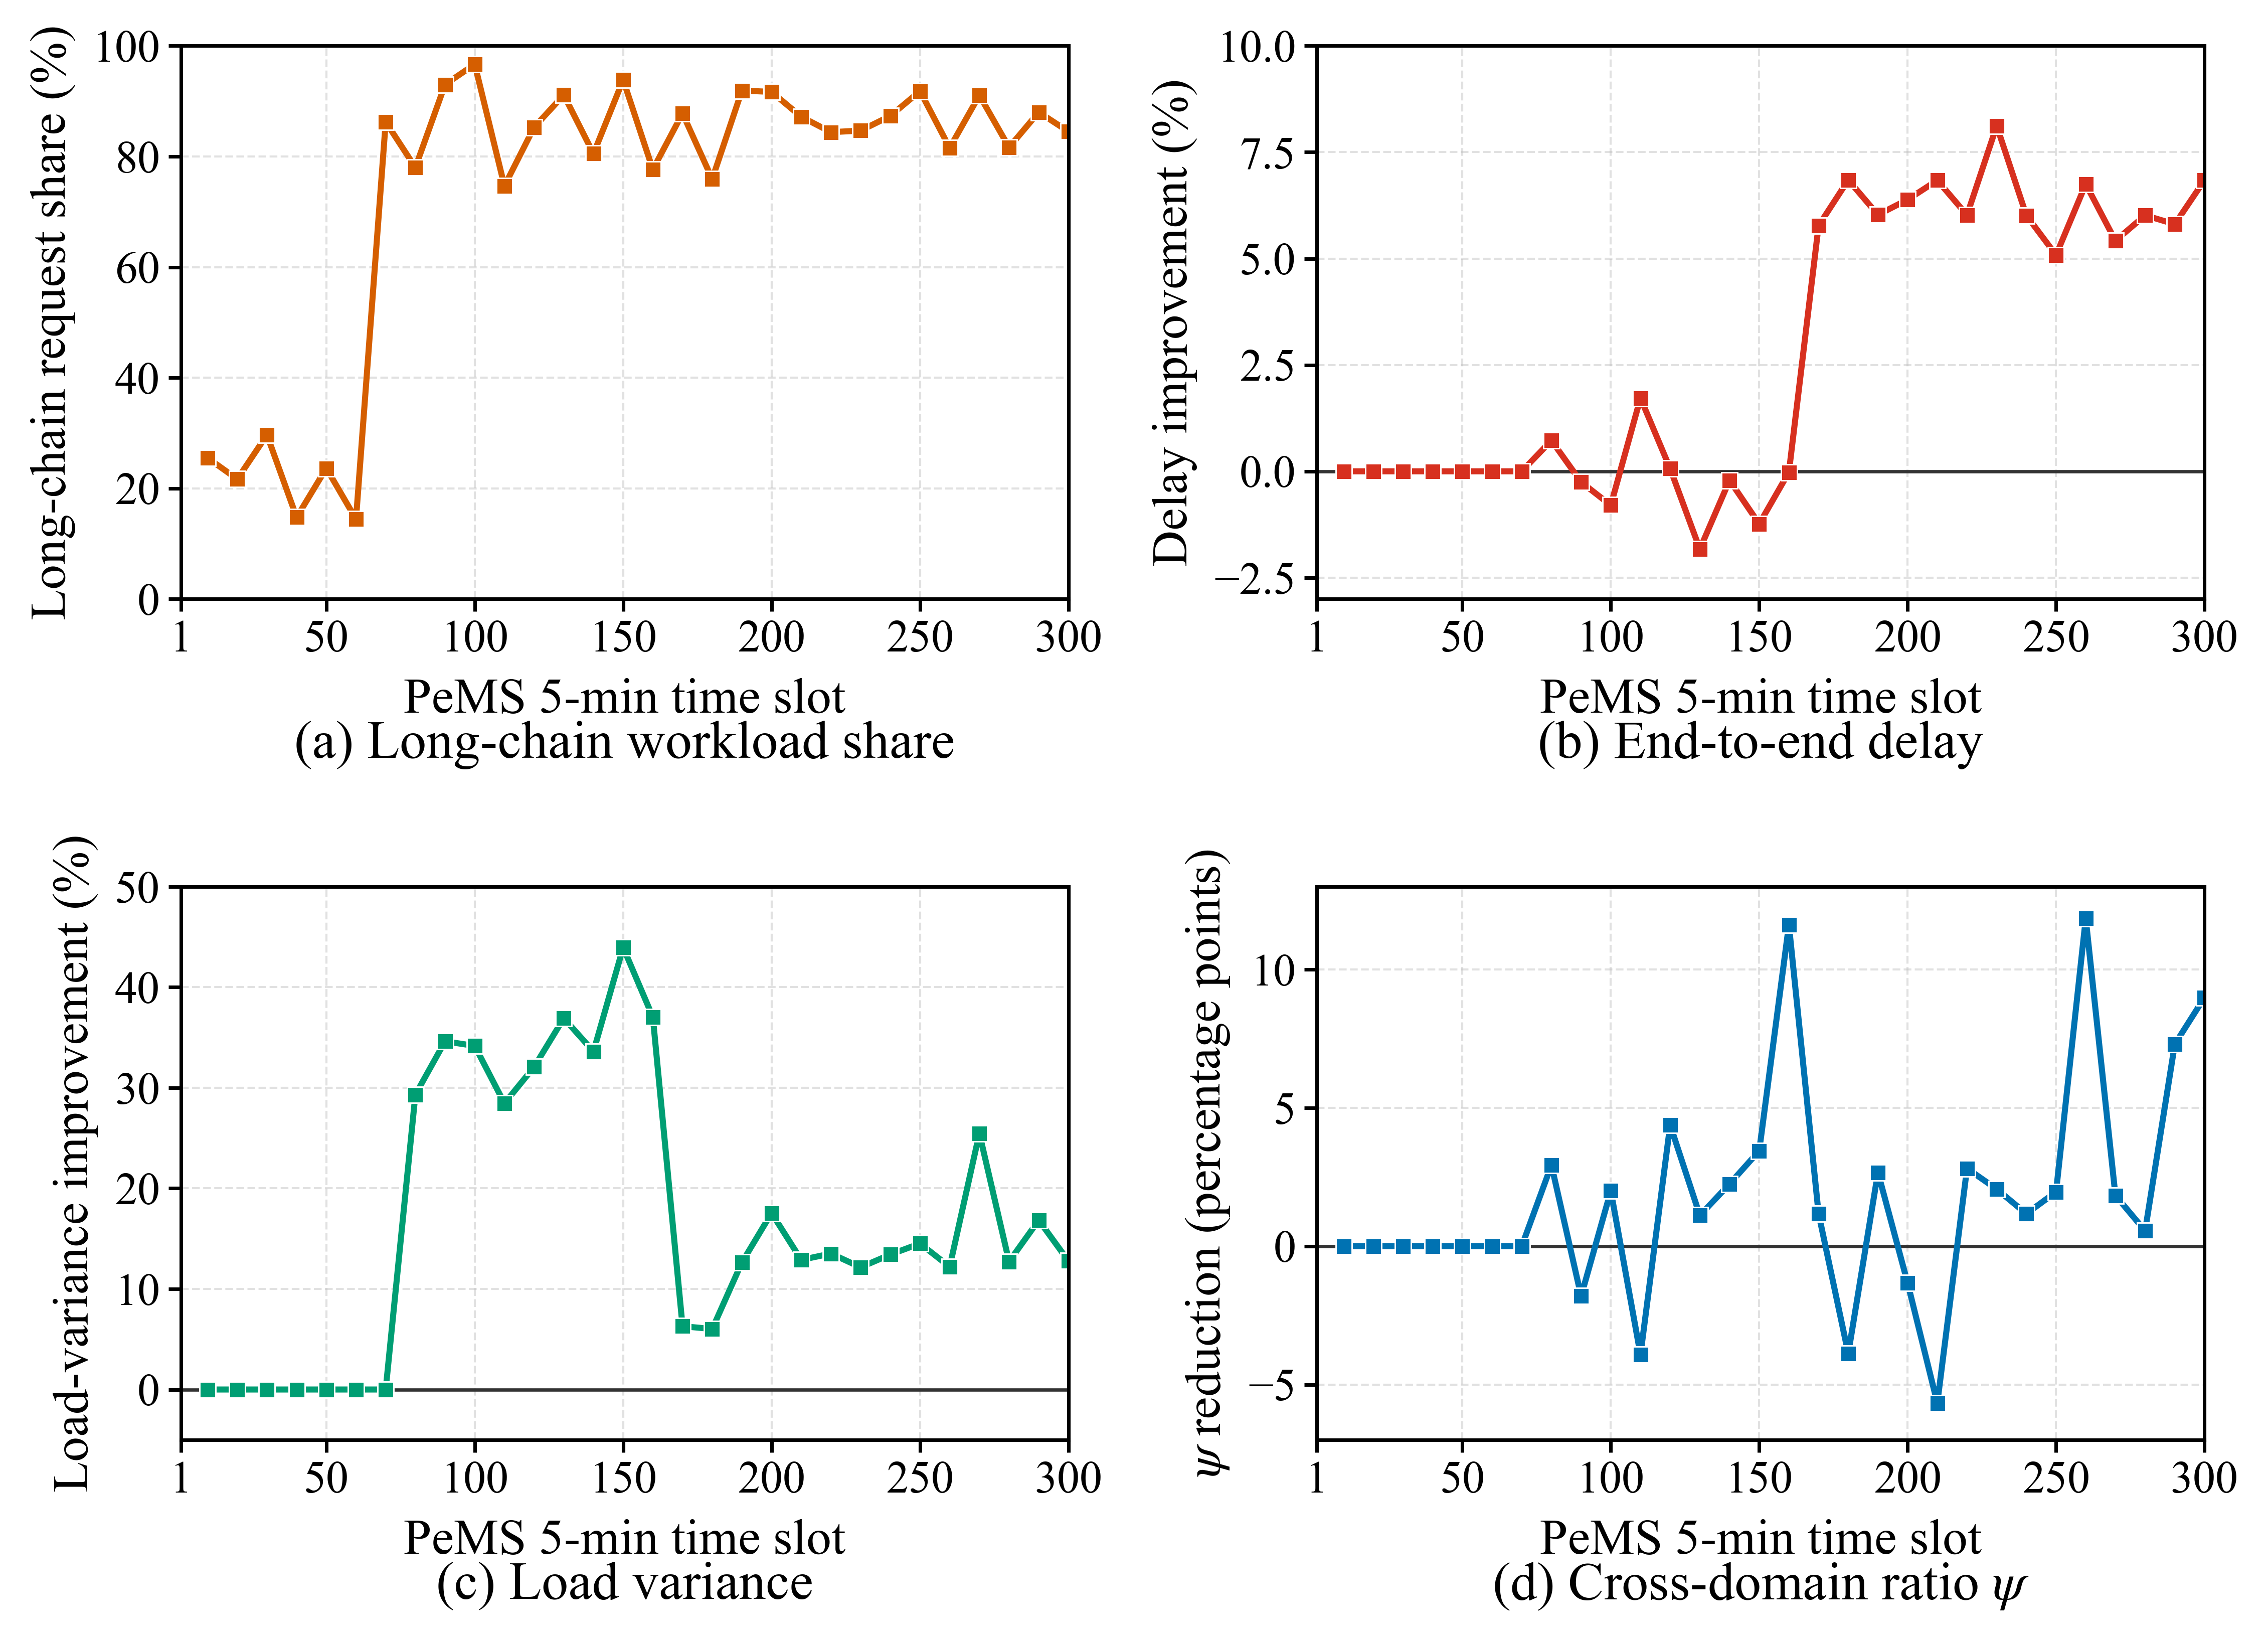 Long-chain request share (%)
100
80
60
40
20
0
1 50 100 150 200 250 300
PeMS 5-min time slot
(a) Long-chain workload share
Delay improvement (%)
10.0
7.5
5.0
2.5
0.0
−2.5
1 50 100 150 200 250 300
PeMS 5-min time slot
(b) End-to-end delay
Load-variance improvement (%)
50
40
30
20
10
0
1 50 100 150 200 250 300
PeMS 5-min time slot
(c) Load variance
ψ reduction (percentage points)
10
5
0
−5
1 50 100 150 200 250 300
PeMS 5-min time slot
(d) Cross-domain ratio ψ